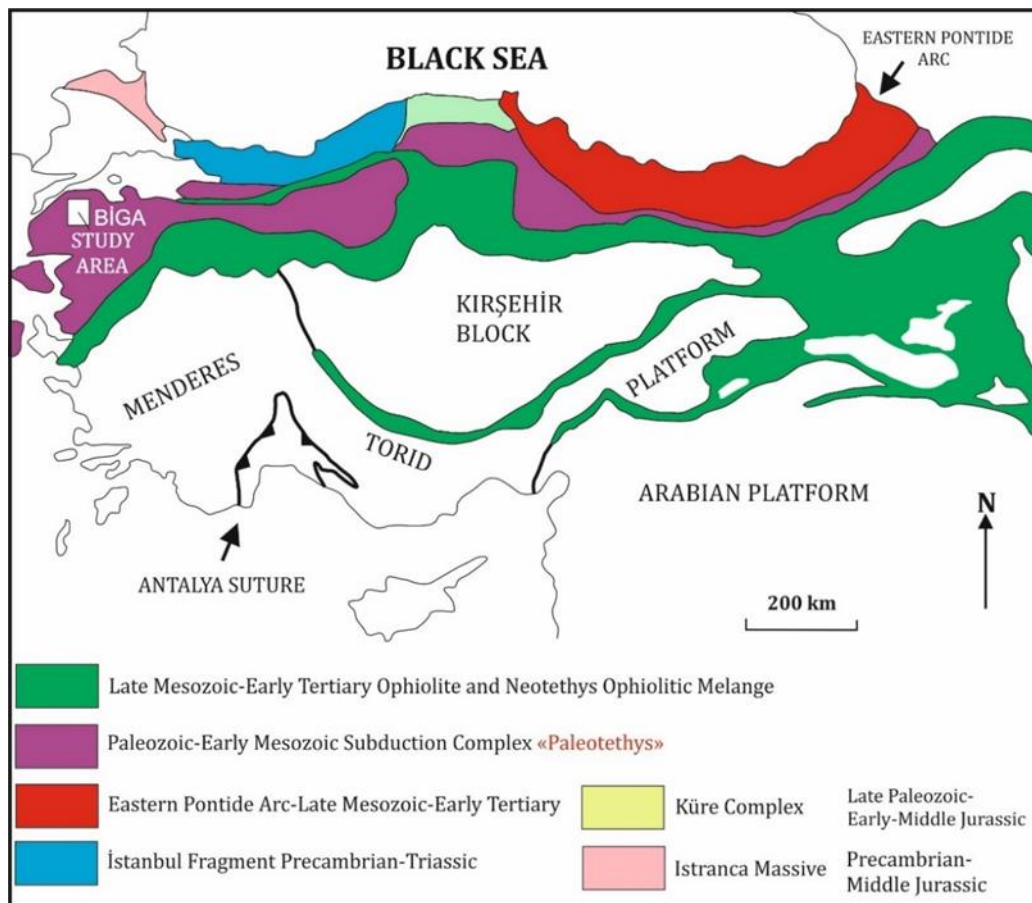 EASTERN PONTIDE
ARC
BLACK SEA
BİGA
STUDY
AREA
KIRŞEHİR
BLOCK
PLATFORM
MENDERES
TORID
ARABIAN PLATFORM
N
ANTALYA SUTURE
200 km
Late Mesozoic-Early Tertiary Ophiolite and Neotethys Ophiolitic Melange
Paleozoic-Early Mesozoic Subduction Complex «Paleotethys»
Eastern Pontide Arc-Late Mesozoic-Early Tertiary
İstanbul Fragment Precambrian-Triassic
Küre Complex
Late Paleozoic-
Early-Middle Jurassic
Istranca Massive
Precambrian-
Middle Jurassic